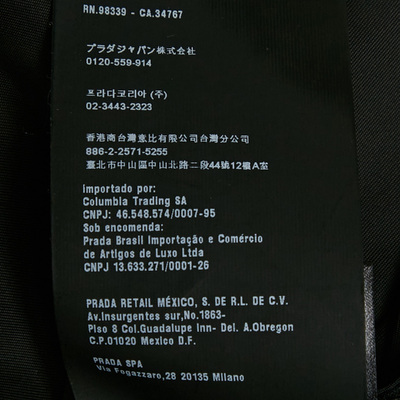 RN.98339 - CA.34767
プラダジャパン株式会社
0120-559-914
프라다코리아 (주)
02-3443-2323
香港商台灣意比有限公司台灣分公司
886-2-2571-5255
臺北市中山區中山北路二段44號12樓A室
importado por:
Columbia Trading SA
CNPJ: 46.548.574/0007-95
Sob encomenda:
Prada Brasil Importação e Comércio
de Artigos de Luxo Ltda
CNPJ 13.633.271/0001-26
PRADA RETAIL MÉXICO, S. DE R.L. DE C.V.
Av.Insurgentes sur,No.1863-
Piso 8 Col.Guadalupe Inn- Del. A.Obregon
C.P.01020 Mexico D.F.
PRADA SPA
Via Fogazzaro,28 20135 Milano